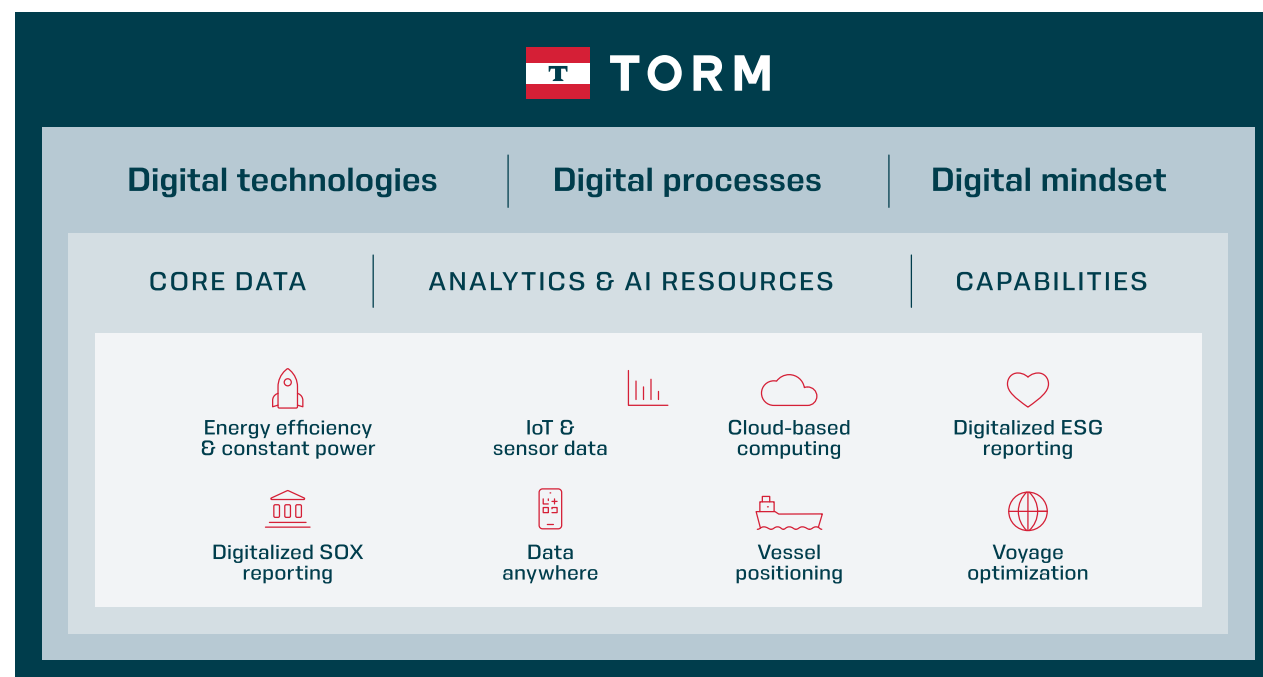 T TORM
Digital technologies Digital processes Digital mindset
CORE DATA ANALYTICS & AI RESOURCES CAPABILITIES
Energy efficiency
& constant power
IoT &
sensor data
Cloud-based
computing
Digitalized ESG
reporting
Digitalized SOX
reporting
Data
anywhere
Vessel
positioning
Voyage
optimization